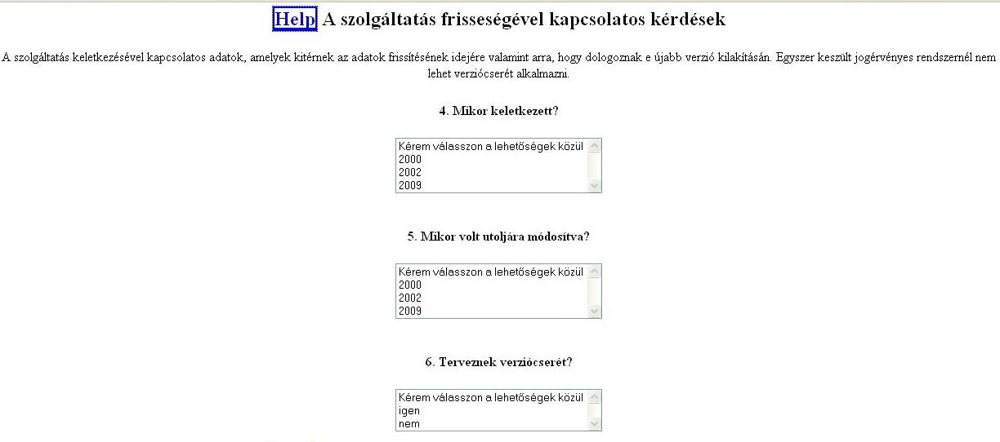 Help A szolgáltatás frisseségével kapcsolatos kérdések
A szolgáltatás keletkezésével kapcsolatos adatok, amelyek kitérnek az adatok frissítésének idejére valamint arra, hogy dologoznak e újabb verzió kilakításán. Egyszer keszült jogérvényes rendszernél nem
lehet verziócserét alkalmazni.
4. Mikor keletkezett?
Kérem válasszon a lehetőségek közül
2000
2002
2009
5. Mikor volt utoljára módosítva?
Kérem válasszon a lehetőségek közül
2000
2002
2009
6. Terveznek verziócserét?
Kérem válasszon a lehetőségek közül
igen
nem